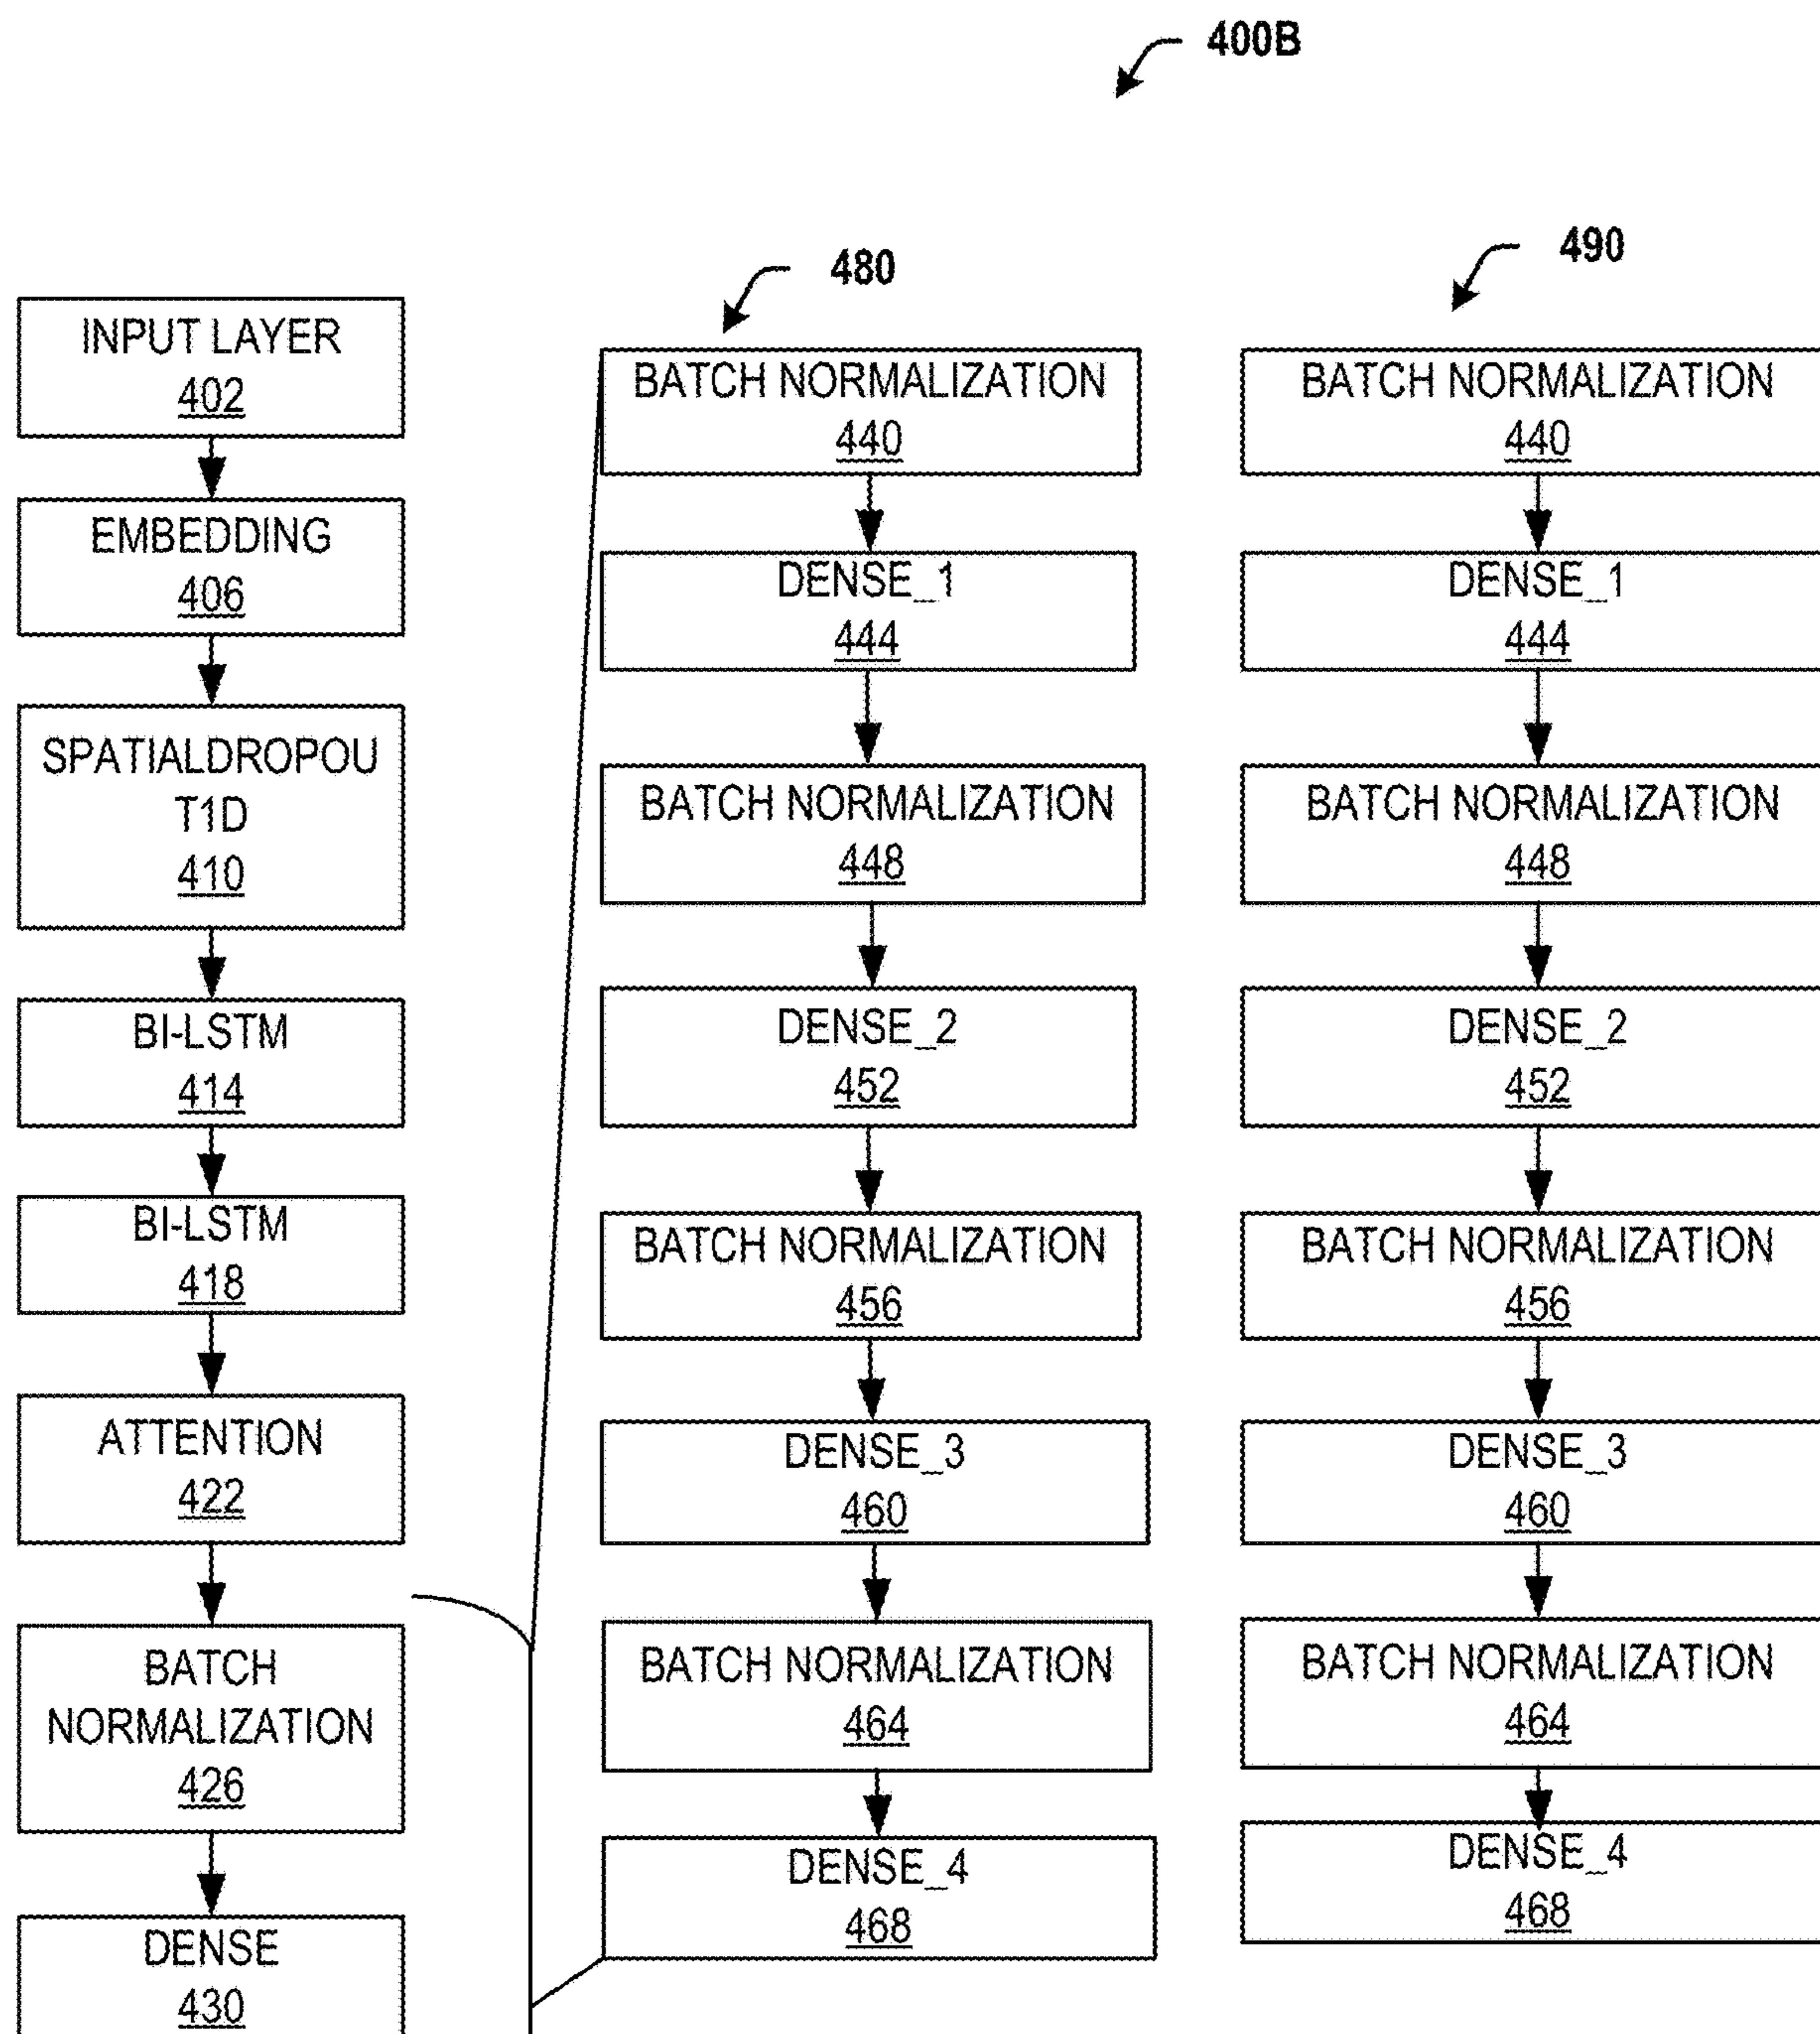 400B
INPUT LAYER
402
EMBEDDING
406
SPATIALDROPOU
T1D
410
BI-LSTM
414
BI-LSTM
418
ATTENTION
422
BATCH
NORMALIZATION
426
DENSE
430
480
BATCH NORMALIZATION
440
DENSE_1
444
BATCH NORMALIZATION
448
DENSE_2
452
BATCH NORMALIZATION
456
DENSE_3
460
BATCH NORMALIZATION
464
DENSE_4
468
490
BATCH NORMALIZATION
440
DENSE_1
444
BATCH NORMALIZATION
448
DENSE_2
452
BATCH NORMALIZATION
456
DENSE_3
460
BATCH NORMALIZATION
464
DENSE_4
468